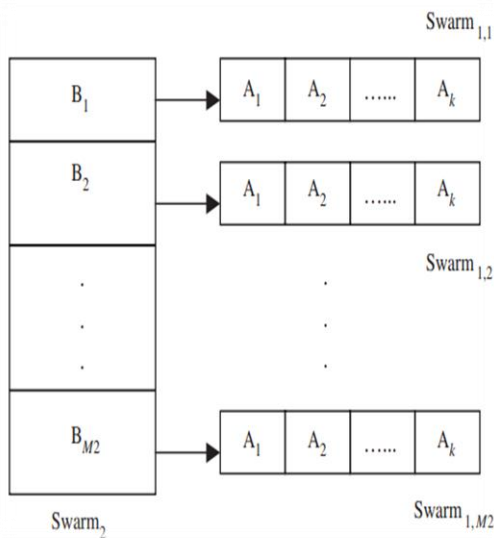 Swarm1,1
B1 A1 A2 …... Ak
B2 A1 A2 …... Ak
Swarm1,2
BM2 A1 A2 …... Ak
Swarm2 Swarm1,M2